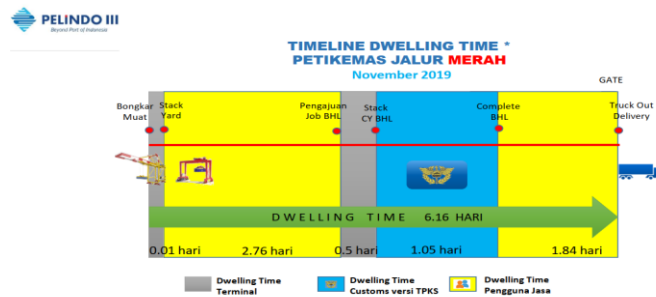 PELINDO III
Beyond Port of Indonesia
TIMELINE DWELLING TIME *
PETIKEMAS JALUR MERAH
November 2019
GATE
Bongkar
Muat
Stack
Yard
Pengajuan
Job BHL
Stack
CY BHL
Complete
BHL
Truck Out
Delivery
DWELLING TIME 6.16 HARI
0.01 hari
2.76 hari
0.5 hari
1.05 hari
1.84 hari
Dwelling Time
Terminal
Dwelling Time
Customs versi TPKS
Dwelling Time
Pengguna Jasa